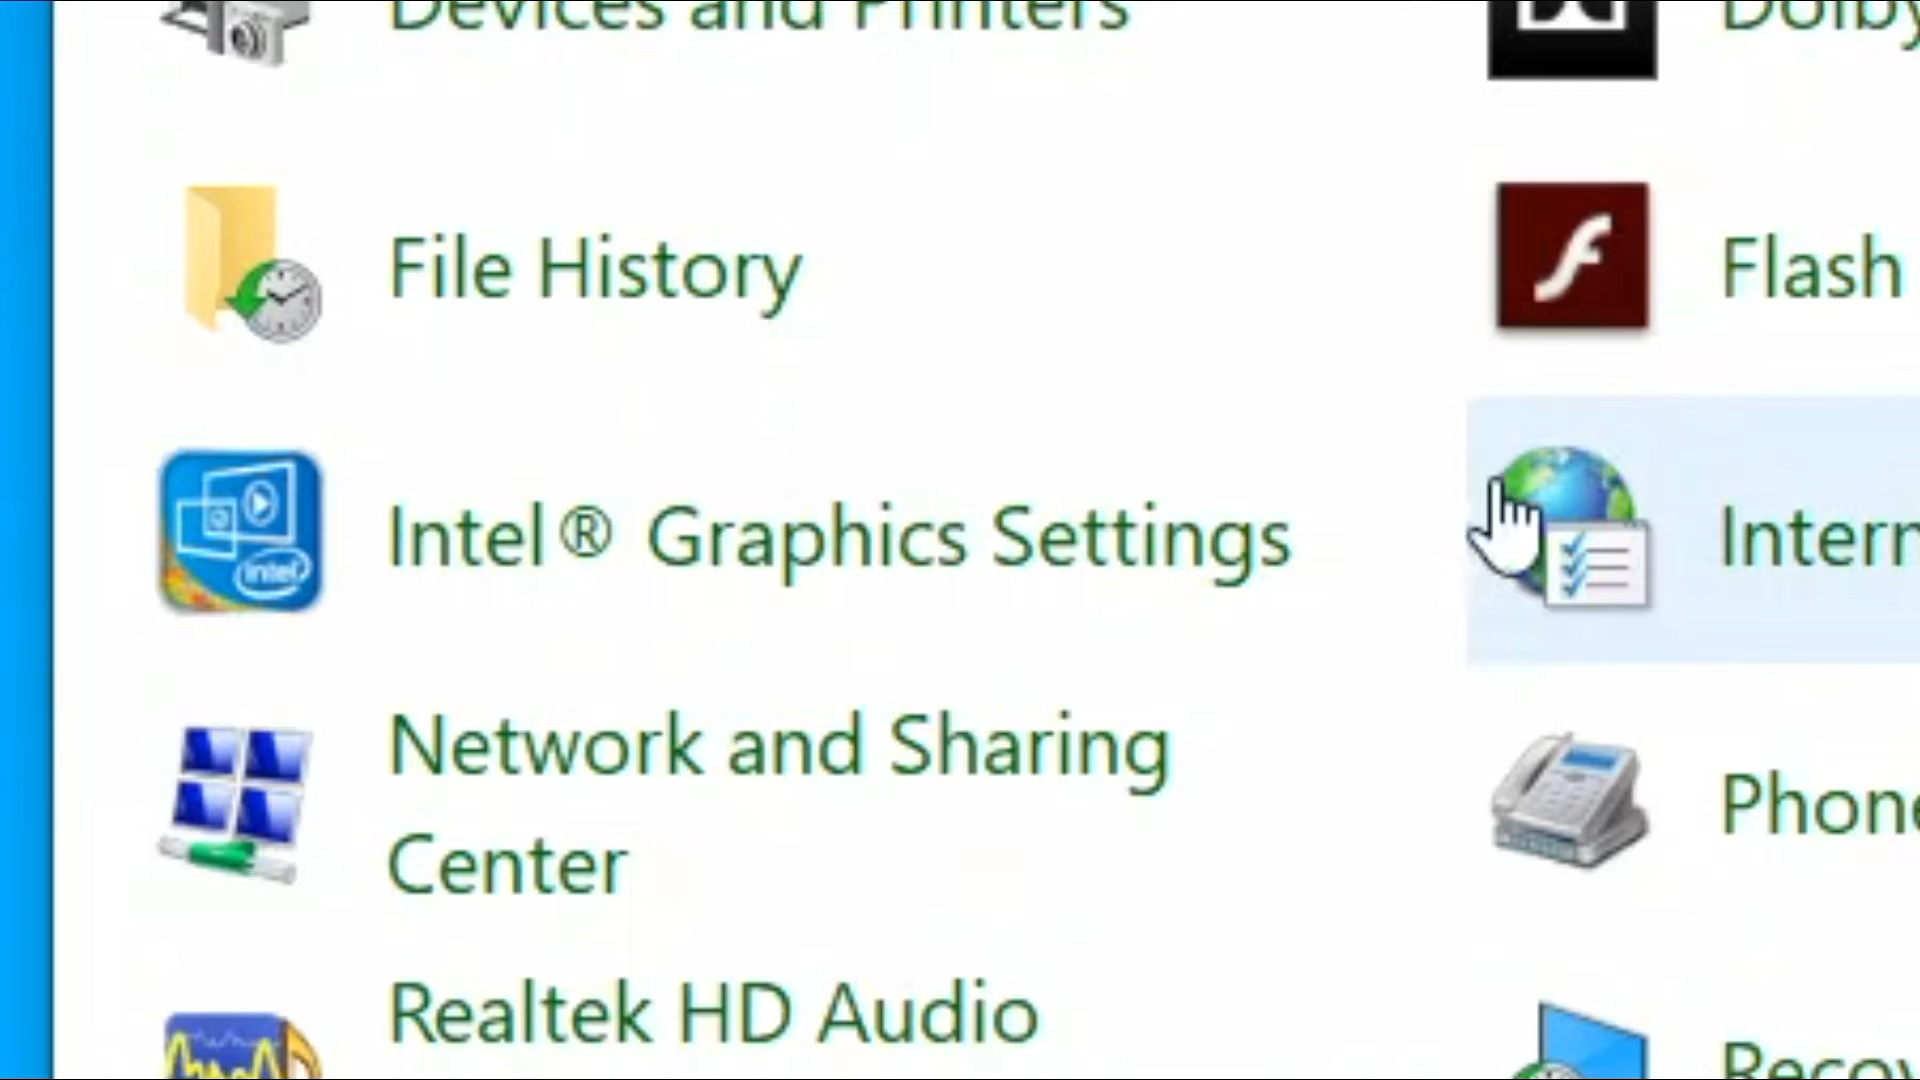 Devices and Printers
Dolby
File History
Flash
intel
Intel® Graphics Settings
Intern
Network and Sharing
Center
Phone
Realtek HD Audio
Recov